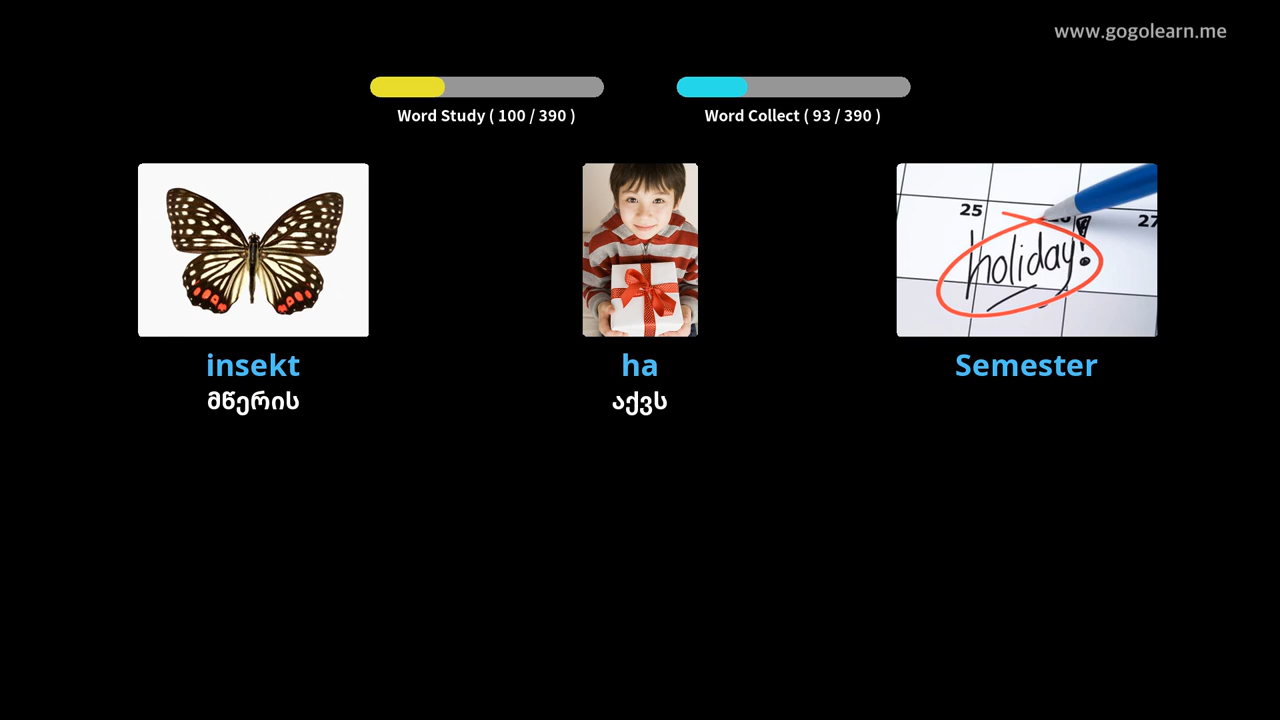 www.gogolearn.me
Word Study ( 100 / 390 )
Word Collect ( 93 / 390 )
25
27
holiday!
insekt
ha
Semester
მწერის
აქვს